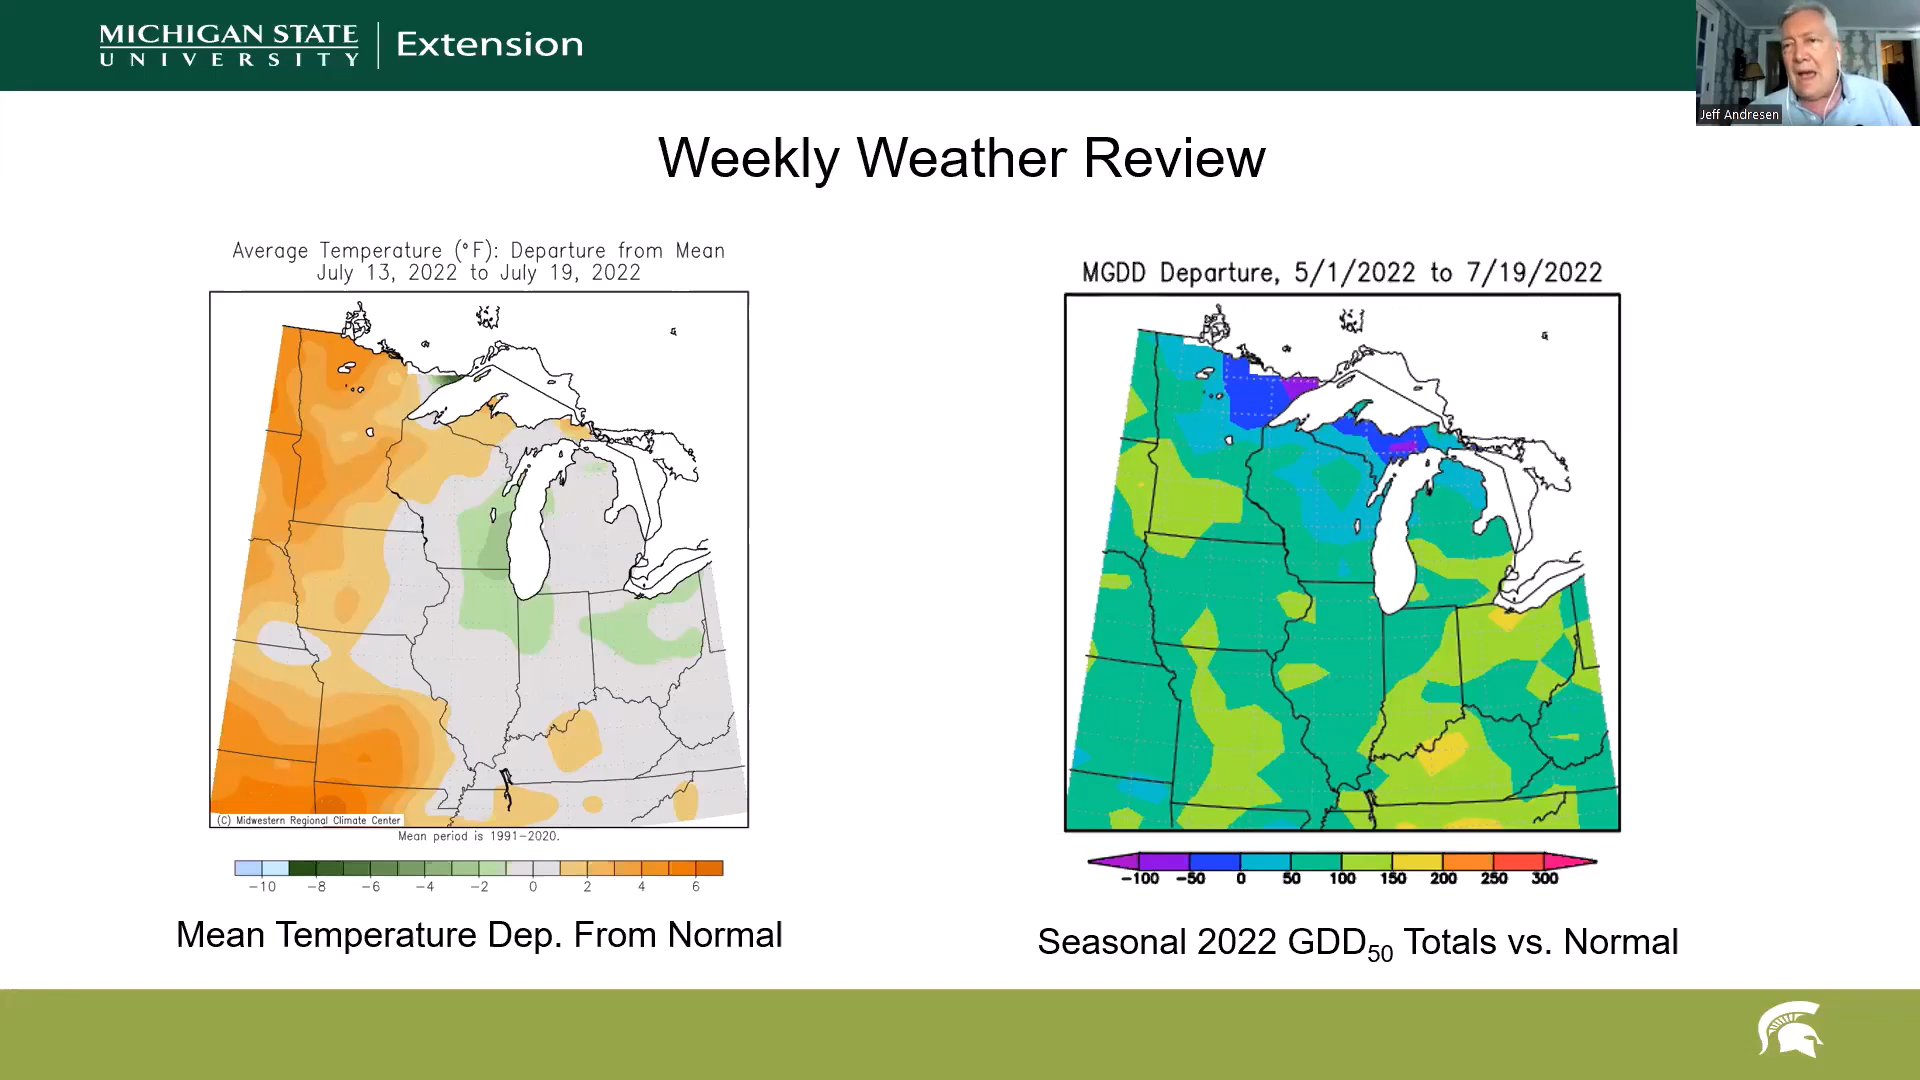 MICHIGAN STATE
UNIVERSITY
Extension
Jeff Andresen
Weekly Weather Review
Average Temperature (°F): Departure from Mean
July 13, 2022 to July 19, 2022
(C) Midwestern Regional Climate Center
Mean period is 1991-2020.
-10 -8 -6 -4 -2 0 2 4 6
Mean Temperature Dep. From Normal
MGDD Departure, 5/1/2022 to 7/19/2022
-100 -50 0 50 100 150 200 250 300
Seasonal 2022 GDD50 Totals vs. Normal